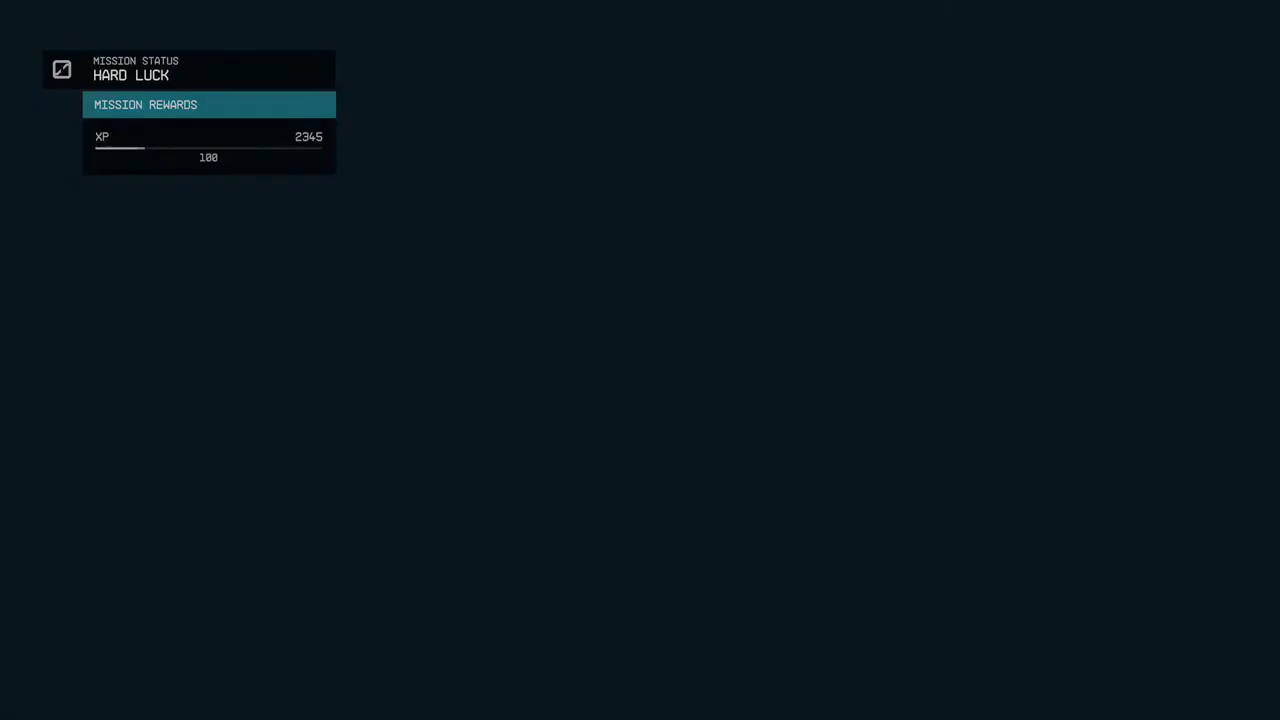 MISSION STATUS
HARD LUCK
MISSION REWARDS
XP 2345
100